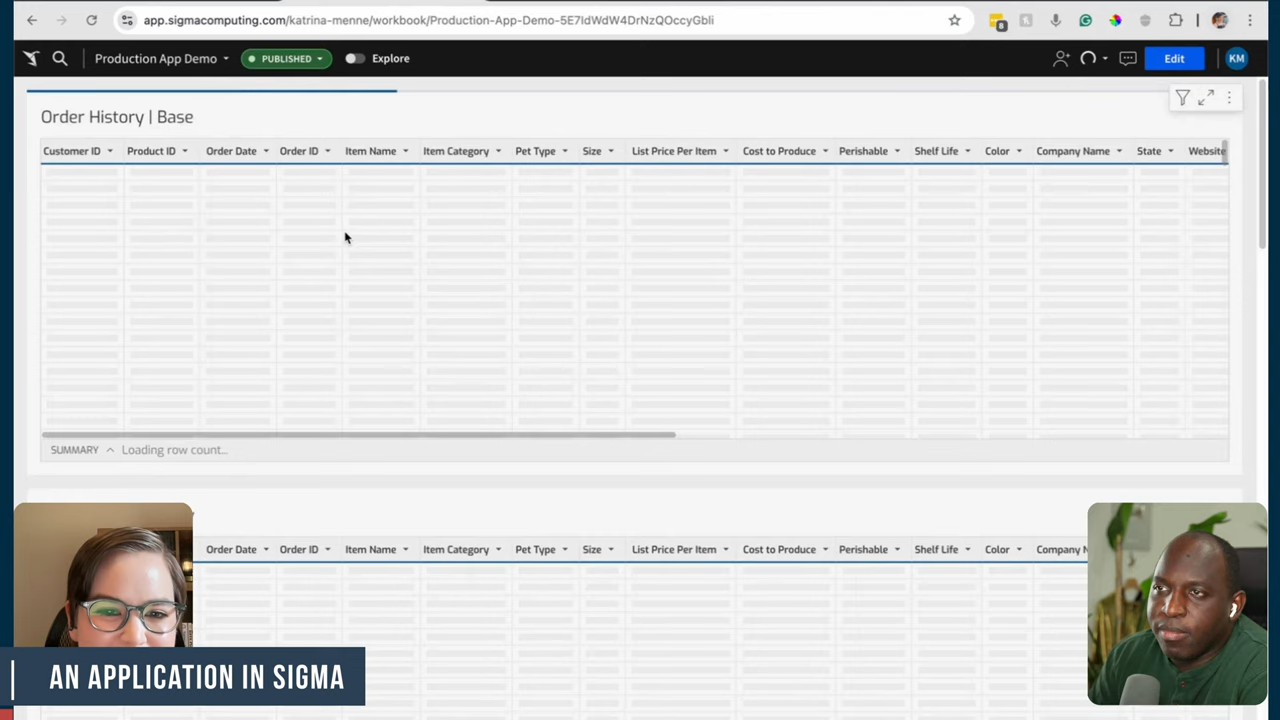 app.sigmacomputing.com/katrina-menne/workbook/Production-App-Demo-5E7IdWdW4DrNzQOccyGbli
8
Production App Demo
PUBLISHED
Explore
Edit
KM
Order History | Base
Customer ID Product ID Order Date Order ID Item Name Item Category Pet Type Size List Price Per Item Cost to Produce Perishable Shelf Life Color Company Name State Website
SUMMARY Loading row count...
Order Date Order ID Item Name Item Category Pet Type Size List Price Per Item Cost to Produce Perishable Shelf Life Color Company N
AN APPLICATION IN SIGMA